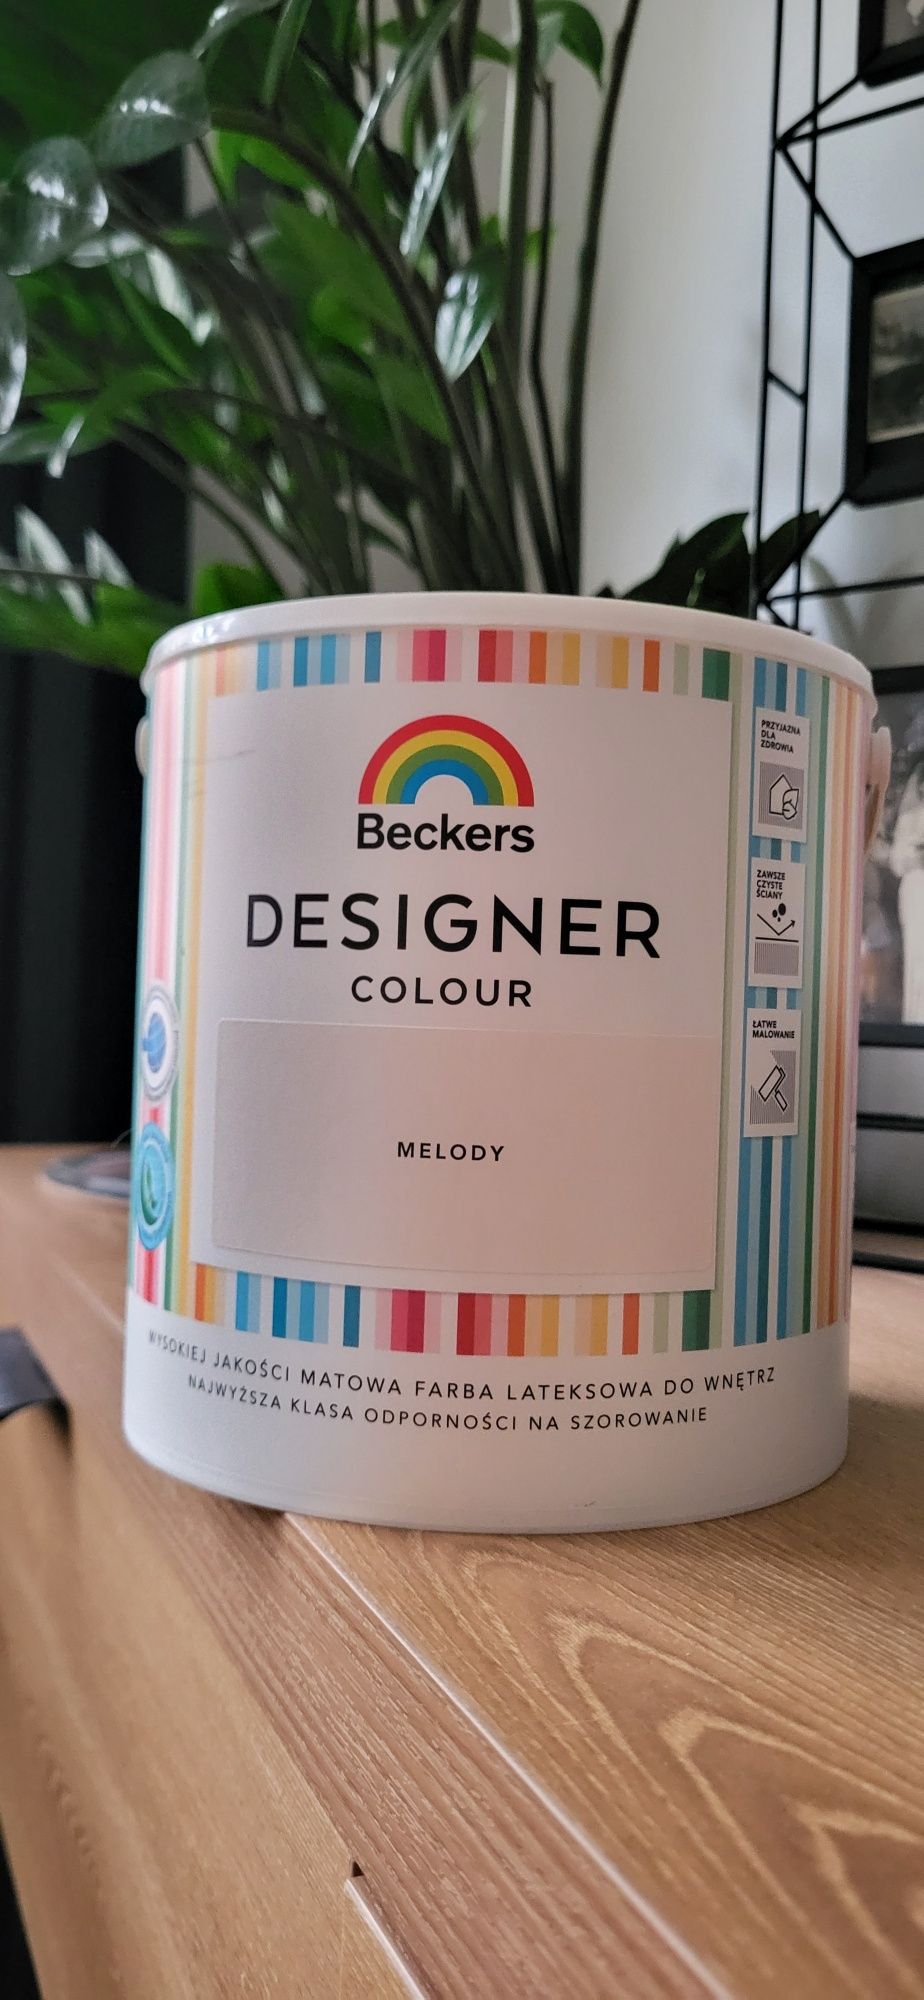 Beckers
DESIGNER
COLOUR
MELODY
PRZYJAZNA
DLA
ZDROWIA
ZAWSZE
CZYSTE
ŚCIANY
ŁATWE
MALOWANIE
WYSOKIEJ JAKOŚCI MATOWA FARBA LATEKSOWA DO WNĘTRZ
NAJWYŻSZA KLASA ODPORNOŚCI NA SZOROWANIE